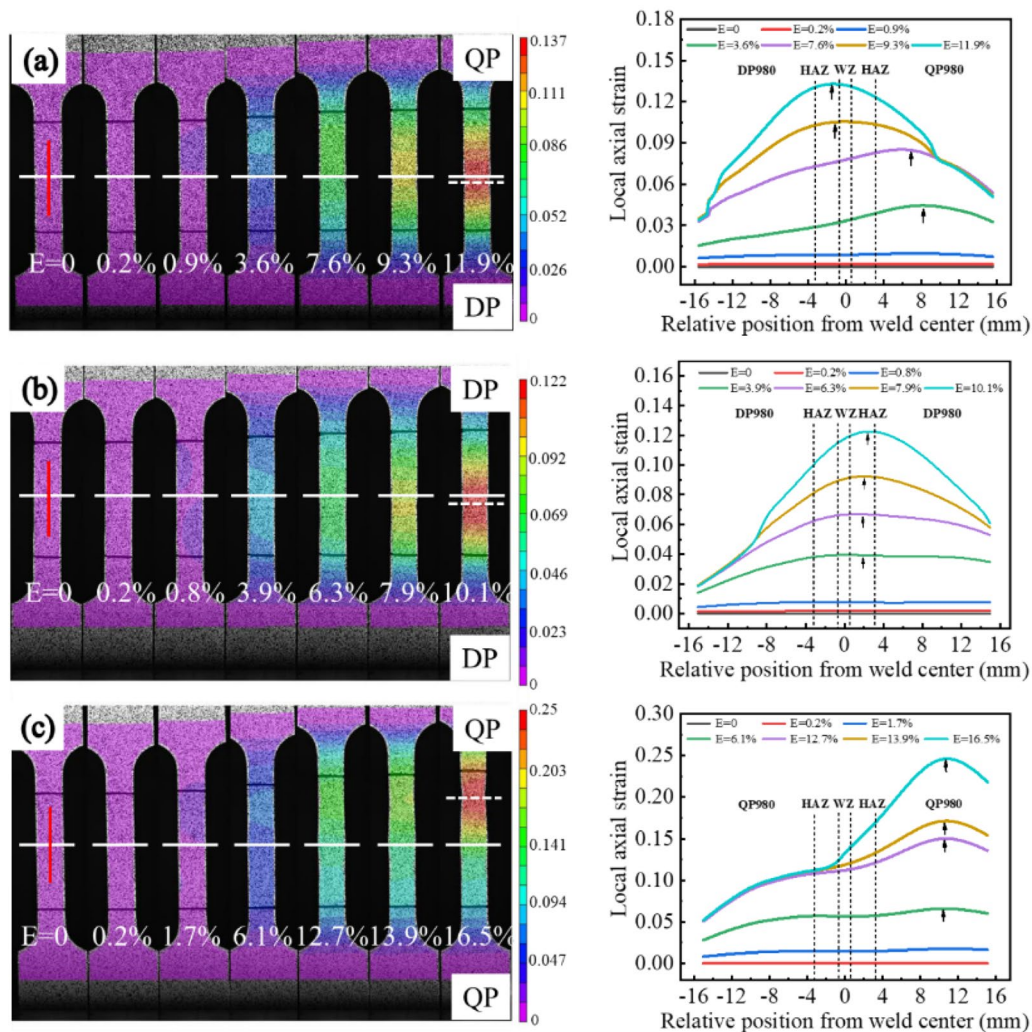 (a)
QP
E=0 0.2% 0.9% 3.6% 7.6% 9.3% 11.9%
DP
0.137
0.111
0.086
0.052
0.026
0
E=0 E=0.2% E=0.9%
E=3.6% E=7.6% E=9.3% E=11.9%
DP980 HAZ WZ HAZ QP980
Local axial strain
0.18
0.15
0.12
0.09
0.06
0.03
0.00
-16 -12 -8 -4 0 4 8 12 16
Relative position from weld center (mm)
(b)
DP
E=0 0.2% 0.8% 3.9% 6.3% 7.9% 10.1%
DP
0.122
0.092
0.069
0.046
0.023
0
E=0 E=0.2% E=0.8%
E=3.9% E=6.3% E=7.9% E=10.1%
DP980 HAZ WZ HAZ DP980
Local axial stain
0.16
0.14
0.12
0.10
0.08
0.06
0.04
0.02
0.00
-16 -12 -8 -4 0 4 8 12 16
Relative position from weld center (mm)
(c)
QP
E=0 0.2% 1.7% 6.1% 12.7% 13.9% 16.5%
QP
0.25
0.203
0.141
0.094
0.047
0
E=0 E=0.2% E=1.7%
E=6.1% E=12.7% E=13.9% E=16.5%
QP980 HAZ WZ HAZ QP980
Local axial strain
0.30
0.25
0.20
0.15
0.10
0.05
0.00
-16 -12 -8 -4 0 4 8 12 16
Relative position from weld center (mm)